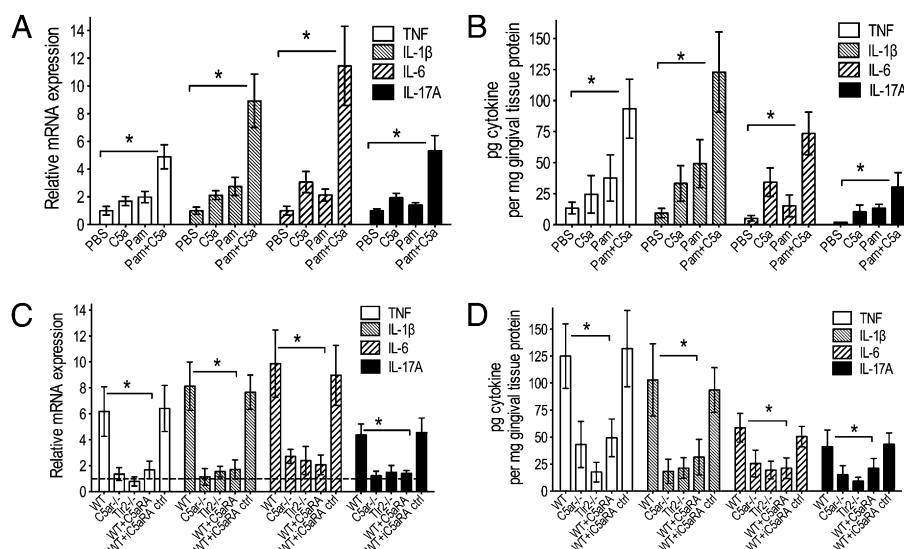 A
Relative mRNA expression
14
12
10
8
6
4
2
0
TNF
IL-1β
IL-6
IL-17A
* * * *
PBS C5a Pam Pam+C5a PBS C5a Pam Pam+C5a PBS C5a Pam Pam+C5a PBS C5a Pam Pam+C5a
B
pg cytokine
per mg gingival tissue protein
150
125
100
75
50
25
0
TNF
IL-1β
IL-6
IL-17A
* * * *
PBS C5a Pam Pam+C5a PBS C5a Pam Pam+C5a PBS C5a Pam Pam+C5a PBS C5a Pam Pam+C5a
C
Relative mRNA expression
12
10
8
6
4
2
0
TNF
IL-1β
IL-6
IL-17A
* * * *
WT C5ar-/- Tlr2-/- WT+C5aRA WT+iC5aRA ctrl WT C5ar-/- Tlr2-/- WT+C5aRA WT+iC5aRA ctrl WT C5ar-/- Tlr2-/- WT+C5aRA WT+iC5aRA ctrl WT C5ar-/- Tlr2-/- WT+C5aRA WT+iC5aRA ctrl
D
pg cytokine
per mg gingival tissue protein
150
125
100
75
50
25
TNF
IL-1β
IL-6
IL-17A
* * * *
WT C5ar-/- Tlr2-/- WT+C5aRA WT+iC5aRA ctrl WT C5ar-/- Tlr2-/- WT+C5aRA WT+iC5aRA ctrl WT C5ar-/- Tlr2-/- WT+C5aRA WT+iC5aRA ctrl WT C5ar-/- Tlr2-/- WT+C5aRA WT+iC5aRA ctrl